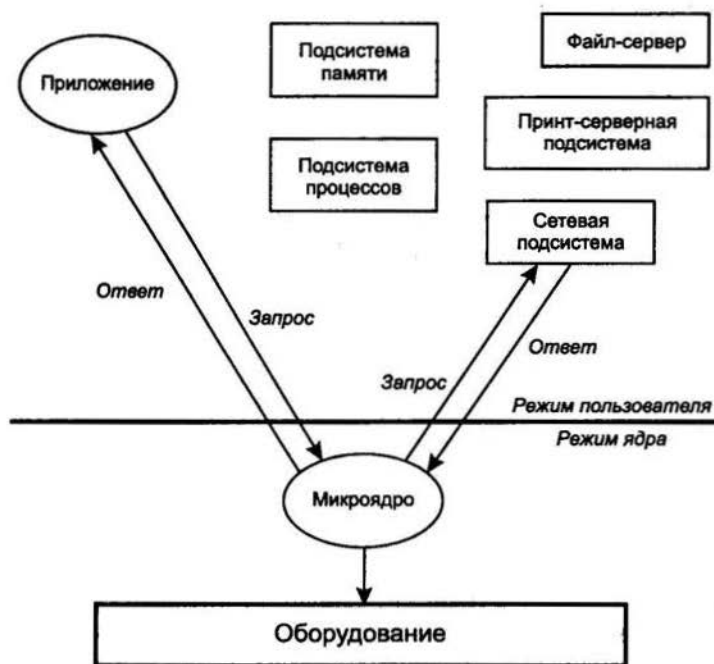 Приложение
Подсистема
памяти
Файл-сервер
Принт-серверная
подсистема
Подсистема
процессов
Сетевая
подсистема
Ответ
Запрос
Запрос
Ответ
Режим пользователя
Режим ядра
Микроядро
Оборудование